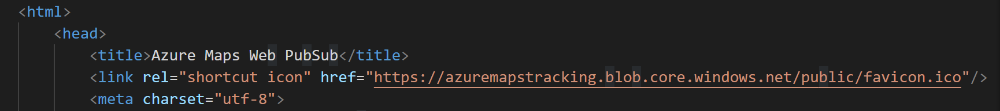 <html>
<head>
<title>Azure Maps Web PubSub</title>
<link rel="shortcut icon" href="https://azuremapstracking.blob.core.windows.net/public/favicon.ico"/>
<meta charset="utf-8">